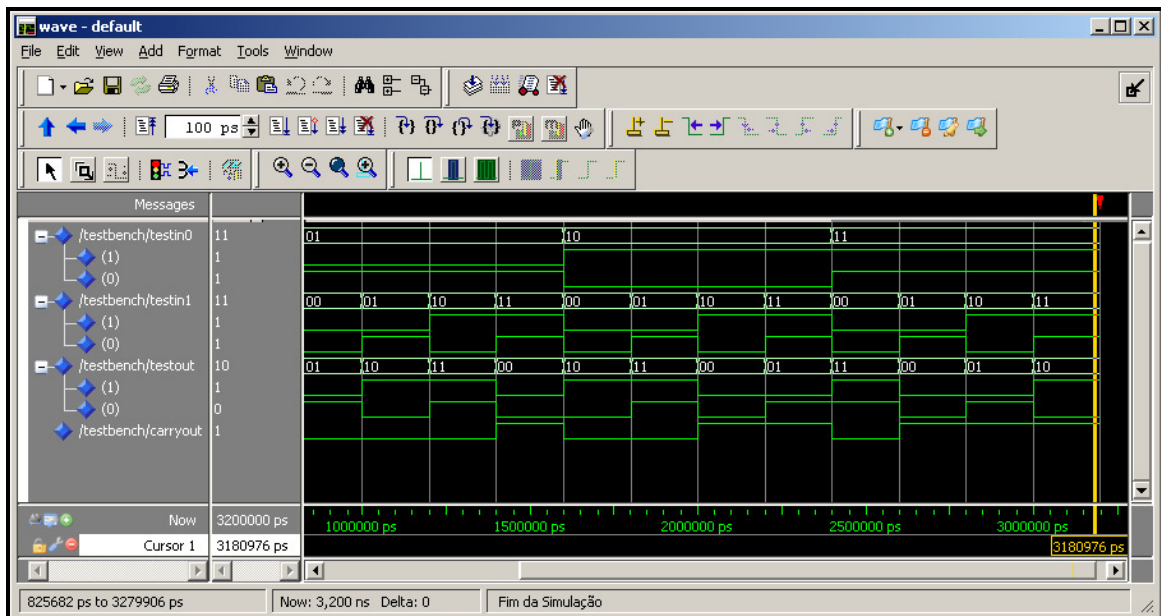 wave - default
File Edit View Add Format Tools Window
100 ps
Messages
/testbench/testin0 11 01 10 11
(1) 1
(0) 1
/testbench/testin1 11 00 01 10 11 00 01 10 11 00 01 10 11
(1) 1
(0) 1
/testbench/testout 10 01 10 11 00 10 11 00 01 11 00 01 10
(1) 1
(0) 0
/testbench/carryout 1
Now 3200000 ps 1000000 ps 1500000 ps 2000000 ps 2500000 ps 3000000 ps
Cursor 1 3180976 ps 3180976 ps
825682 ps to 3279906 ps Now: 3,200 ns Delta: 0 Fim da Simulação